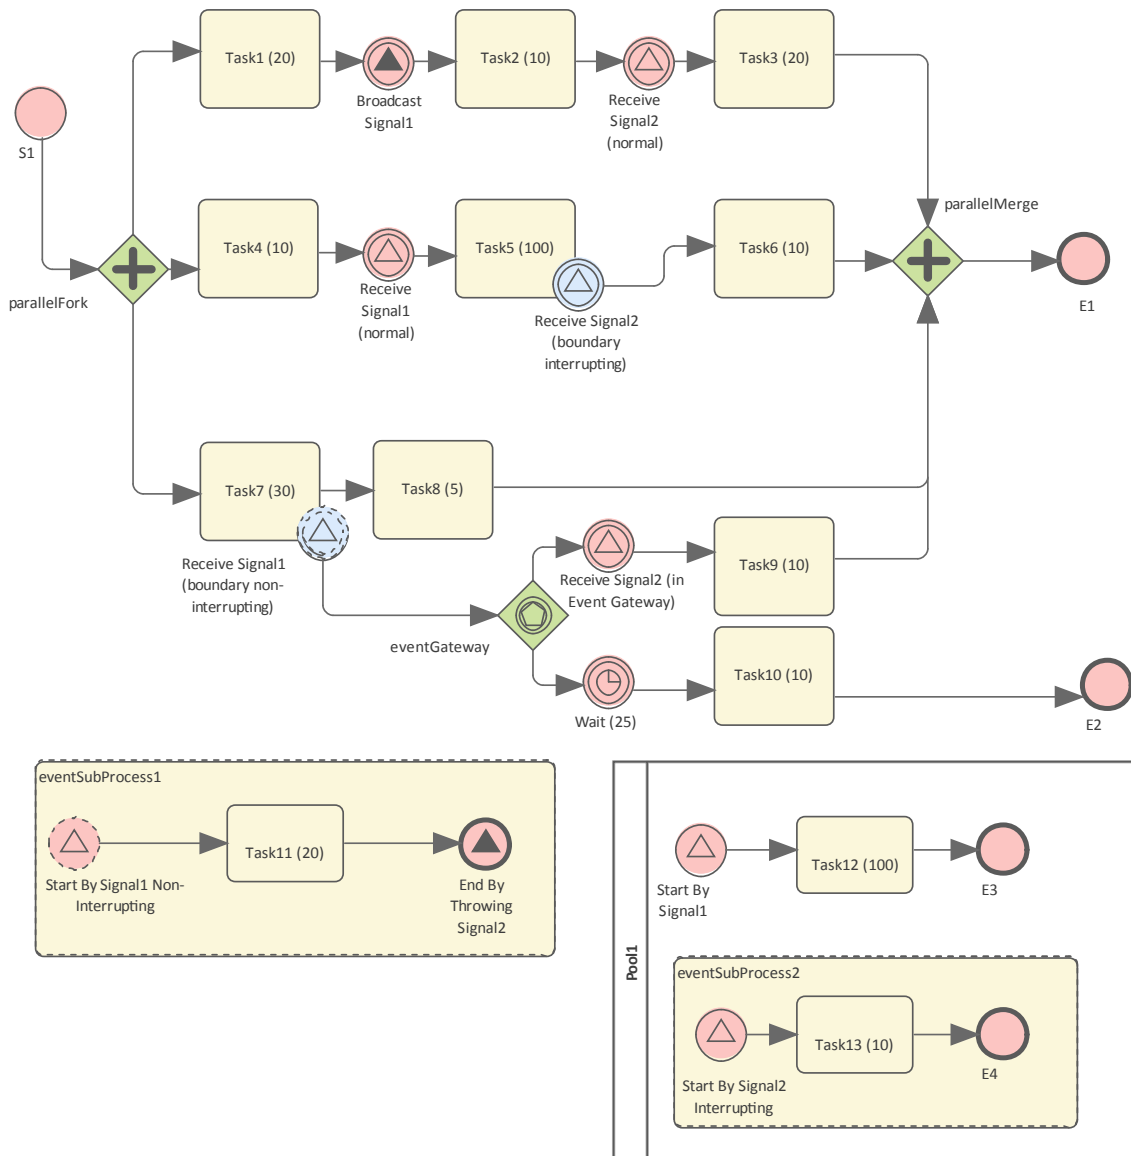 Task1 (20)
Broadcast
Signal1
Task2 (10)
Receive
Signal2
(normal)
Task3 (20)
S1
parallelFork
Task4 (10)
Receive
Signal1
(normal)
Task5 (100)
Receive Signal2
(boundary
interrupting)
Task6 (10)
parallelMerge
E1
Task7 (30)
Receive Signal1
(boundary non-
interrupting)
Task8 (5)
eventGateway
Receive Signal2 (in
Event Gateway)
Task9 (10)
Wait (25)
Task10 (10)
E2
eventSubProcess1
Start By Signal1 Non-
Interrupting
Task11 (20)
End By
Throwing
Signal2
Pool1
Start By
Signal1
Task12 (100)
E3
eventSubProcess2
Start By Signal2
Interrupting
Task13 (10)
E4